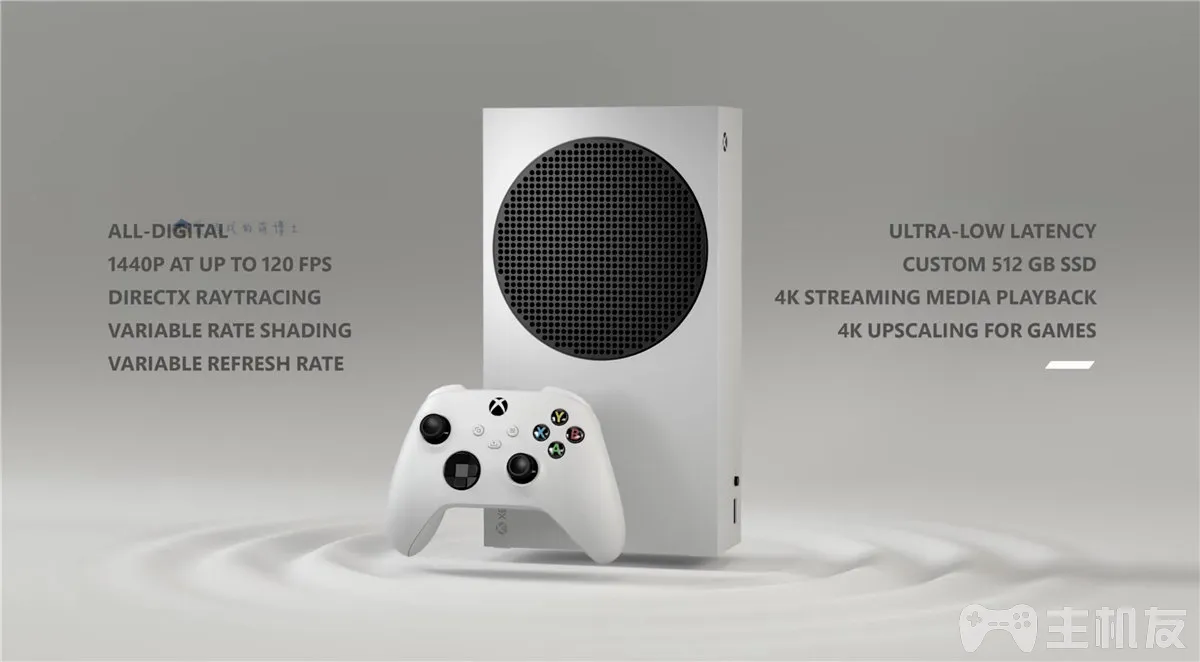 ALL-DIGITAL
1440P AT UP TO 120 FPS
DIRECTX RAYTRACING
VARIABLE RATE SHADING
VARIABLE REFRESH RATE
ULTRA-LOW LATENCY
CUSTOM 512 GB SSD
4K STREAMING MEDIA PLAYBACK
4K UPSCALING FOR GAMES
Y
X
B
A
主机友